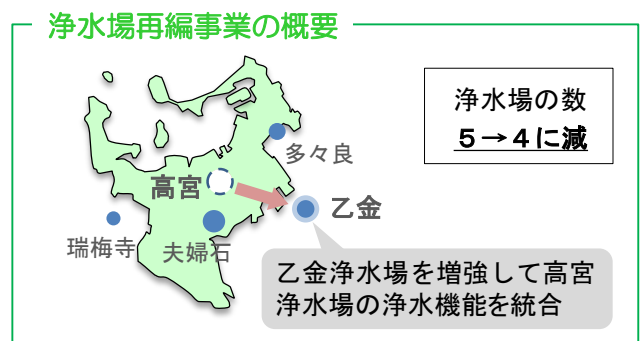 浄水場再編事業の概要
浄水場の数
5→4に減
多々良
高宮
乙金
瑞梅寺
夫婦石
乙金浄水場を増強して高宮
浄水場の浄水機能を統合